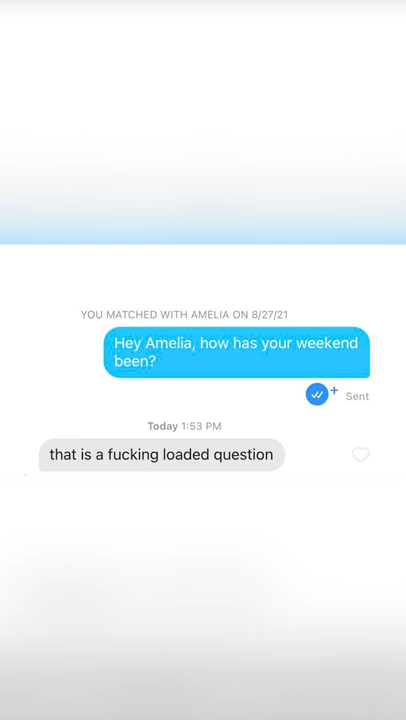 YOU MATCHED WITH AMELIA ON 8/27/21
Hey Amelia, how has your weekend
been?
Sent
Today 1:53 PM
that is a fucking loaded question